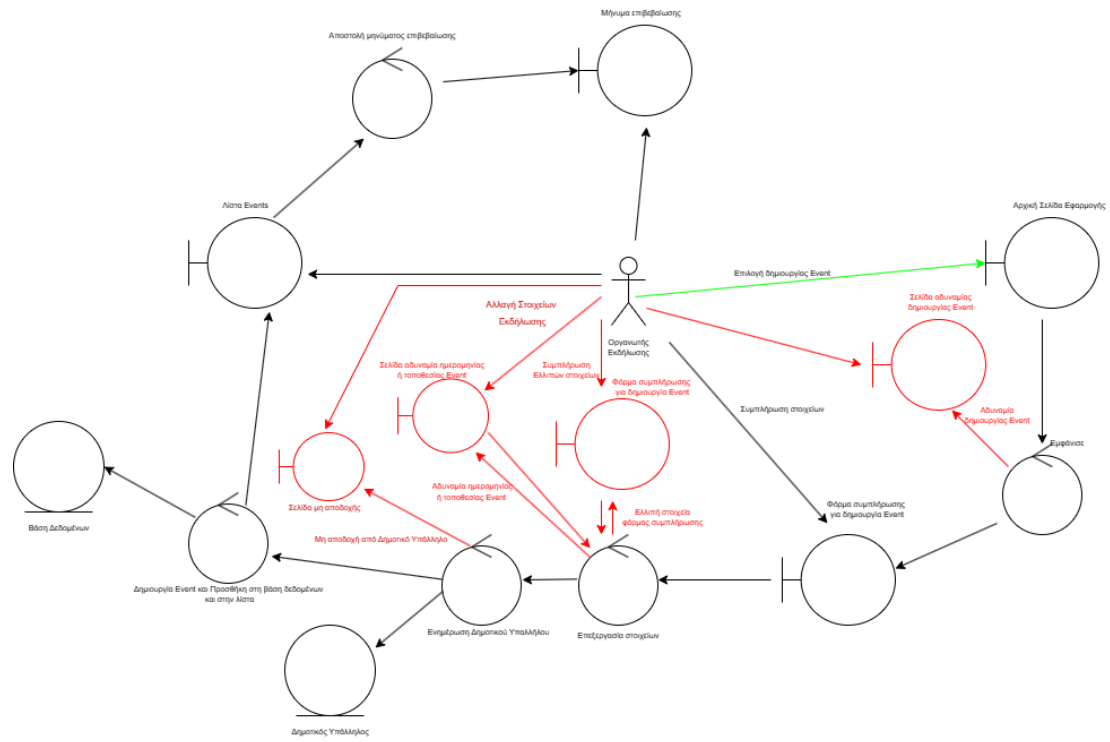 Μήνυμα επιβεβαίωσης
Αποστολή μηνύματος επιβεβαίωσης
Λίστα Events
Αρχική Σελίδα Εφαρμογής
Επιλογή δημιουργίας Event
Αλλαγή Στοιχείων
Εκδήλωσης
Σελίδα αδυναμίας
δημιουργίας Event
Οργανωτής
Εκδήλωσης
Σελίδα αδυναμία ημερομηνίας
ή τοποθεσίας Event
Συμπλήρωση
Ελλιπών στοιχείων
Φόρμα συμπλήρωσης
για δημιουργία Event
Συμπλήρωση στοιχείων
Αδυναμία
δημιουργίας Event
Εμφάνισε
Αδυναμία ημερομηνίας
ή τοποθεσίας Event
Σελίδα μη αποδοχής
Ελλιπή στοιχεία
φόρμας συμπλήρωσης
Φόρμα συμπλήρωσης
για δημιουργία Event
Βάση Δεδομένων
Μη αποδοχή από Δημοτικό Υπάλληλο
Δημιουργία Event και Προσθήκη στη βάση δεδομένων
και στην λίστα
Ενημέρωση Δημοτικού Υπαλλήλου
Επεξεργασία στοιχείων
Δημοτικός Υπάλληλος